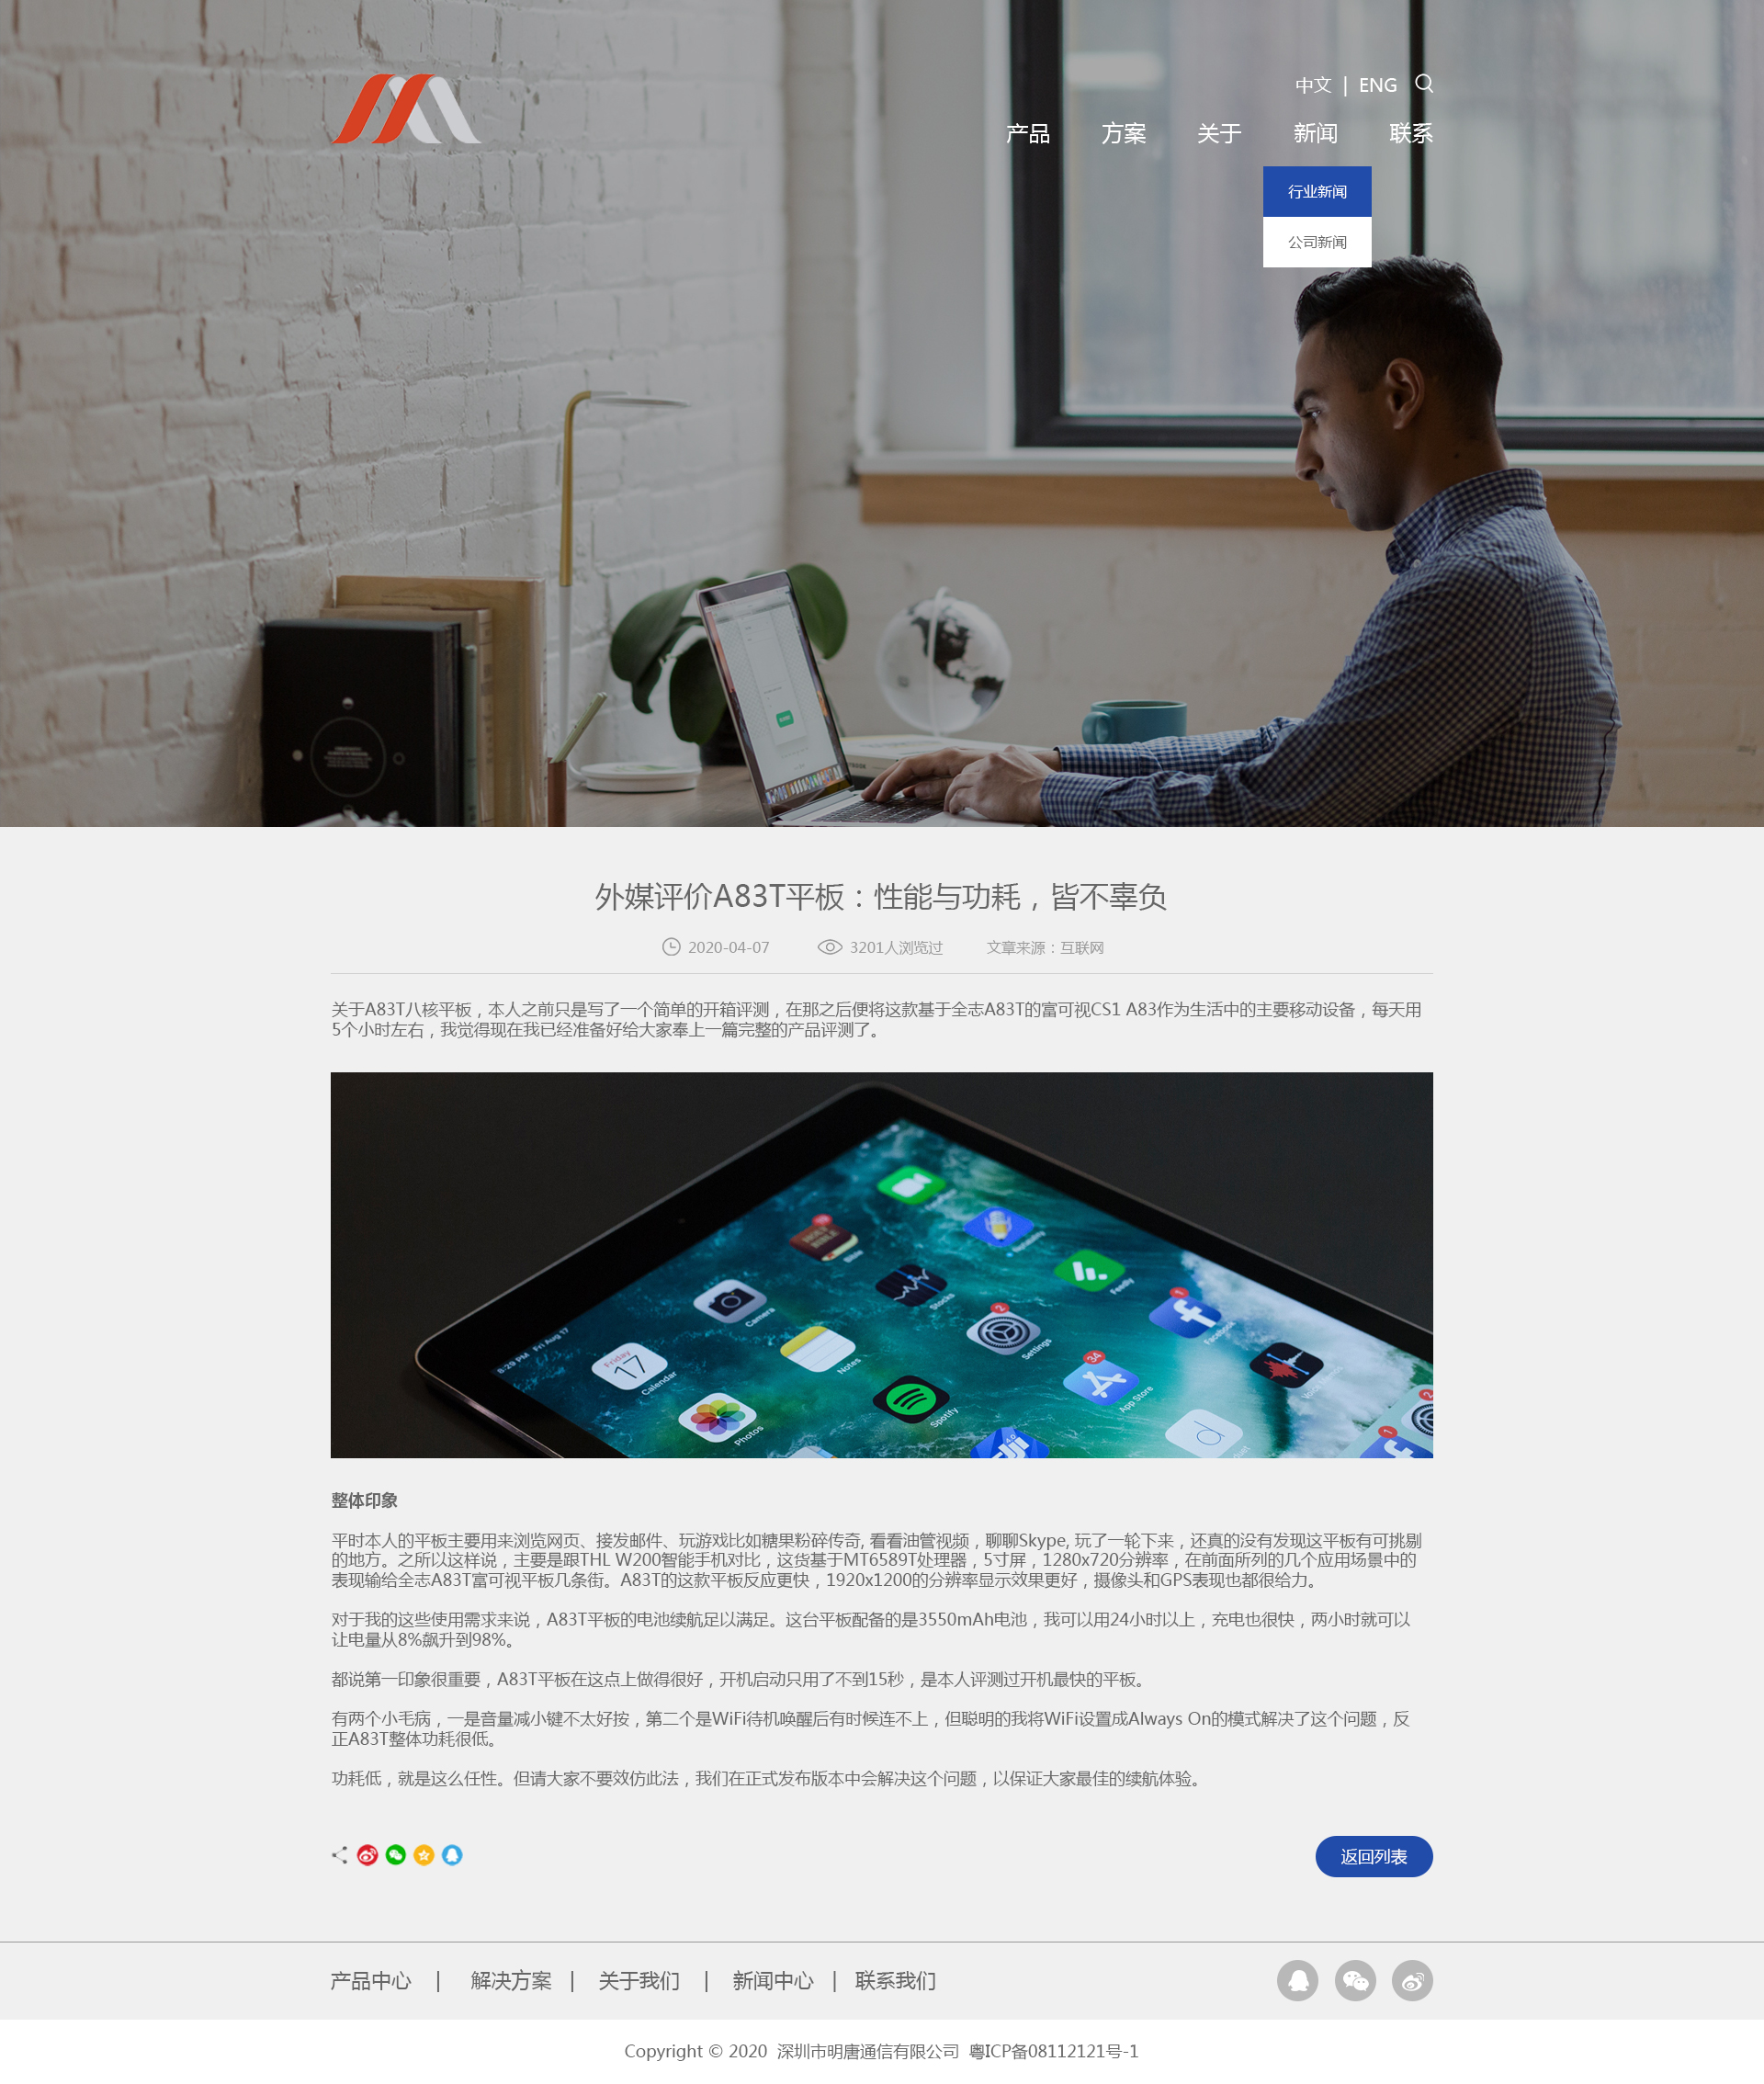 中文 | ENG
产品 方案 关于 新闻 联系
行业新闻
公司新闻
外媒评价A83T平板：性能与功耗，皆不辜负
2020-04-07 3201人浏览过 文章来源：互联网
关于A83T八核平板，本人之前只是写了一个简单的开箱评测，在那之后便将这款基于全志A83T的富可视CS1 A83作为生活中的主要移动设备，每天用
5个小时左右，我觉得现在我已经准备好给大家奉上一篇完整的产品评测了。
8:29 PM Fri Aug 17
Bible
Notability
Camera
Stocks
Feedly
1
Friday
17
Calendar
Notes
2
Settings
Facebook
Photos
Spotify
34
App Store
4.0
DJI
2
1
整体印象
平时本人的平板主要用来浏览网页、接发邮件、玩游戏比如糖果粉碎传奇, 看看油管视频，聊聊Skype, 玩了一轮下来，还真的没有发现这平板有可挑剔
的地方。之所以这样说，主要是跟THL W200智能手机对比，这货基于MT6589T处理器，5寸屏，1280x720分辨率，在前面所列的几个应用场景中的
表现输给全志A83T富可视平板几条街。A83T的这款平板反应更快，1920x1200的分辨率显示效果更好，摄像头和GPS表现也都很给力。
对于我的这些使用需求来说，A83T平板的电池续航足以满足。这台平板配备的是3550mAh电池，我可以用24小时以上，充电也很快，两小时就可以
让电量从8%飙升到98%。
都说第一印象很重要，A83T平板在这点上做得很好，开机启动只用了不到15秒，是本人评测过开机最快的平板。
有两个小毛病，一是音量减小键不太好按，第二个是WiFi待机唤醒后有时候连不上，但聪明的我将WiFi设置成Always On的模式解决了这个问题，反
正A83T整体功耗很低。
功耗低，就是这么任性。但请大家不要效仿此法，我们在正式发布版本中会解决这个问题，以保证大家最佳的续航体验。
返回列表
产品中心 | 解决方案 | 关于我们 | 新闻中心 | 联系我们
Copyright © 2020 深圳市明唐通信有限公司 粤ICP备08112121号-1